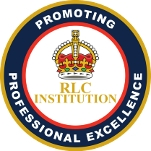 PROMOTING
RLC
INSTITUTION
PROFESSIONAL EXCELLENCE